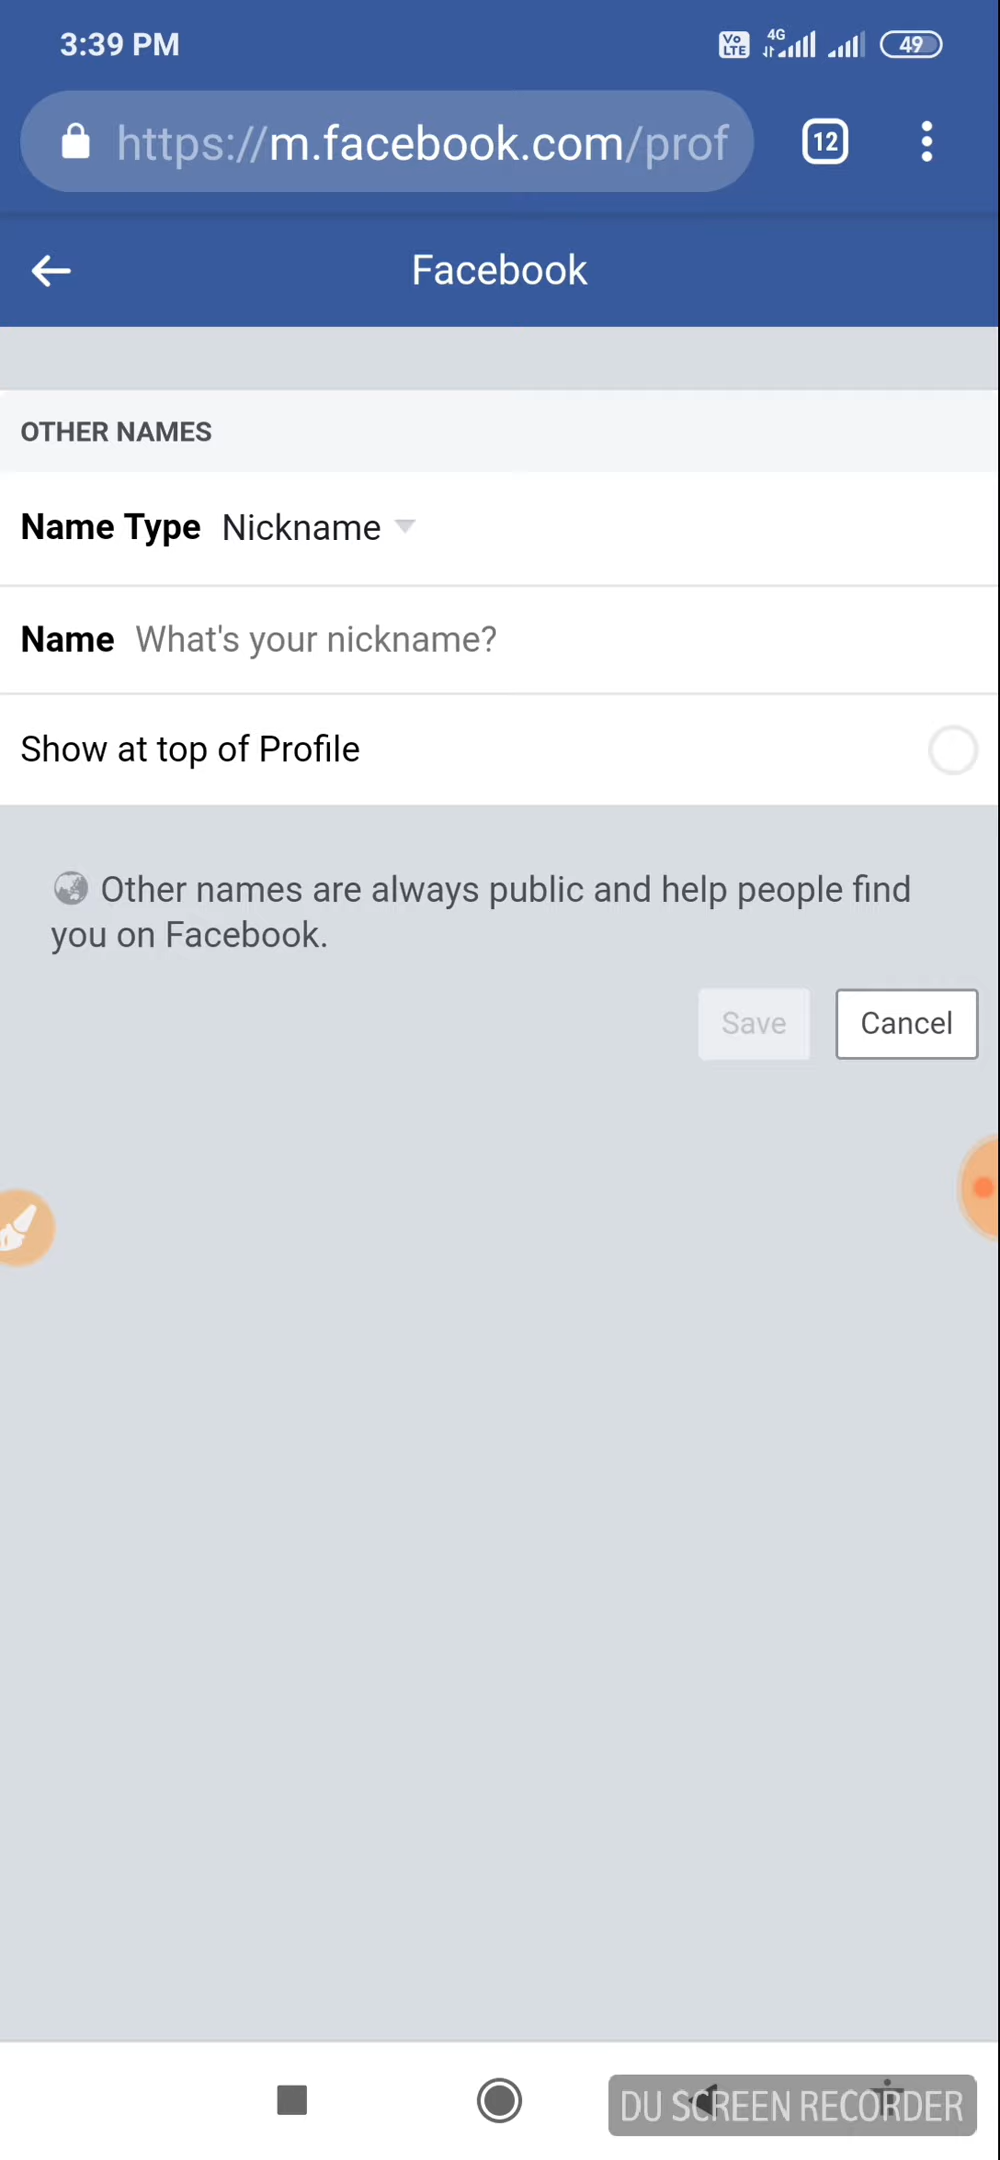 3:39 PM
Vo LTE
4G
49
https://m.facebook.com/prof
12
Facebook
OTHER NAMES
Name Type Nickname
Name What's your nickname?
Show at top of Profile
Other names are always public and help people find
you on Facebook.
Save
Cancel
DU SCREEN RECORDER